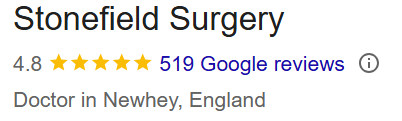 Stonefield Surgery
4.8 ★★★★★ 519 Google reviews
Doctor in Newhey, England